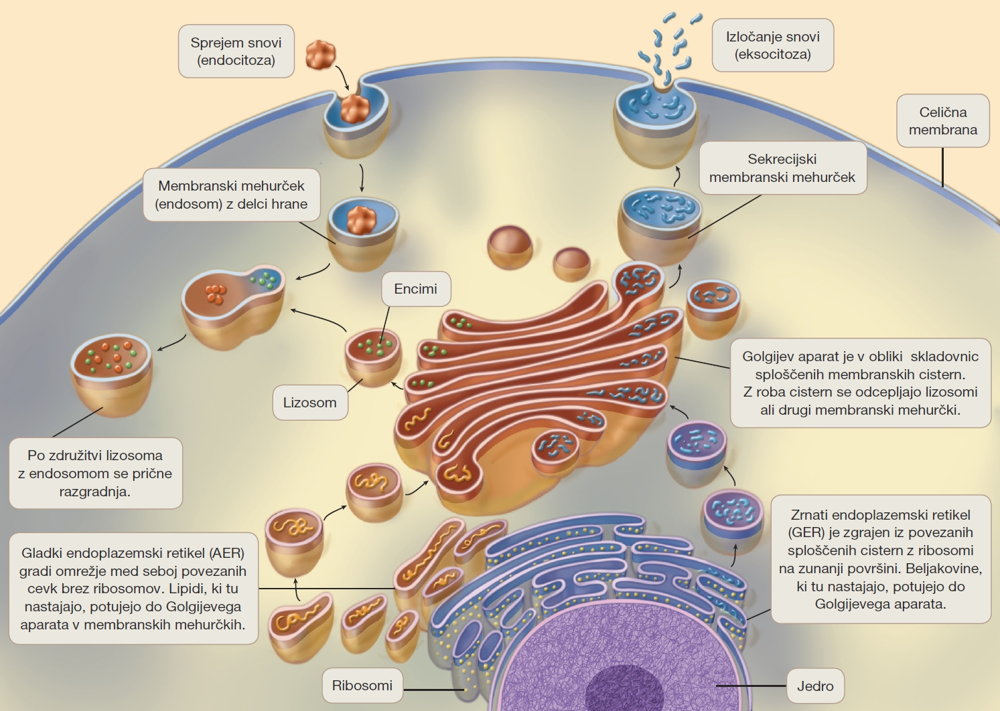 Sprejem snovi
(endocitoza)
Izločanje snovi
(eksocitoza)
Celična
membrana
Sekrecijski
membranski mehurček
Membranski mehurček
(endosom) z delci hrane
Encimi
Lizosom
Golgijev aparat je v obliki  skladovnic
sploščenih membranskih cistern.
Z roba cistern se odcepljajo lizosomi
ali drugi membranski mehurčki.
Po združitvi lizosoma
z endosomom se prične
razgradnja.
Zrnati endoplazemski retikel
(GER) je zgrajen iz povezanih
sploščenih cistern z ribosomi
na zunanji površini. Beljakovine,
ki tu nastajajo, potujejo do
Golgijevega aparata.
Gladki endoplazemski retikel (AER)
gradi omrežje med seboj povezanih
cevk brez ribosomov. Lipidi, ki tu
nastajajo, potujejo do Golgijevega
aparata v membranskih mehurčkih.
Ribosomi
Jedro